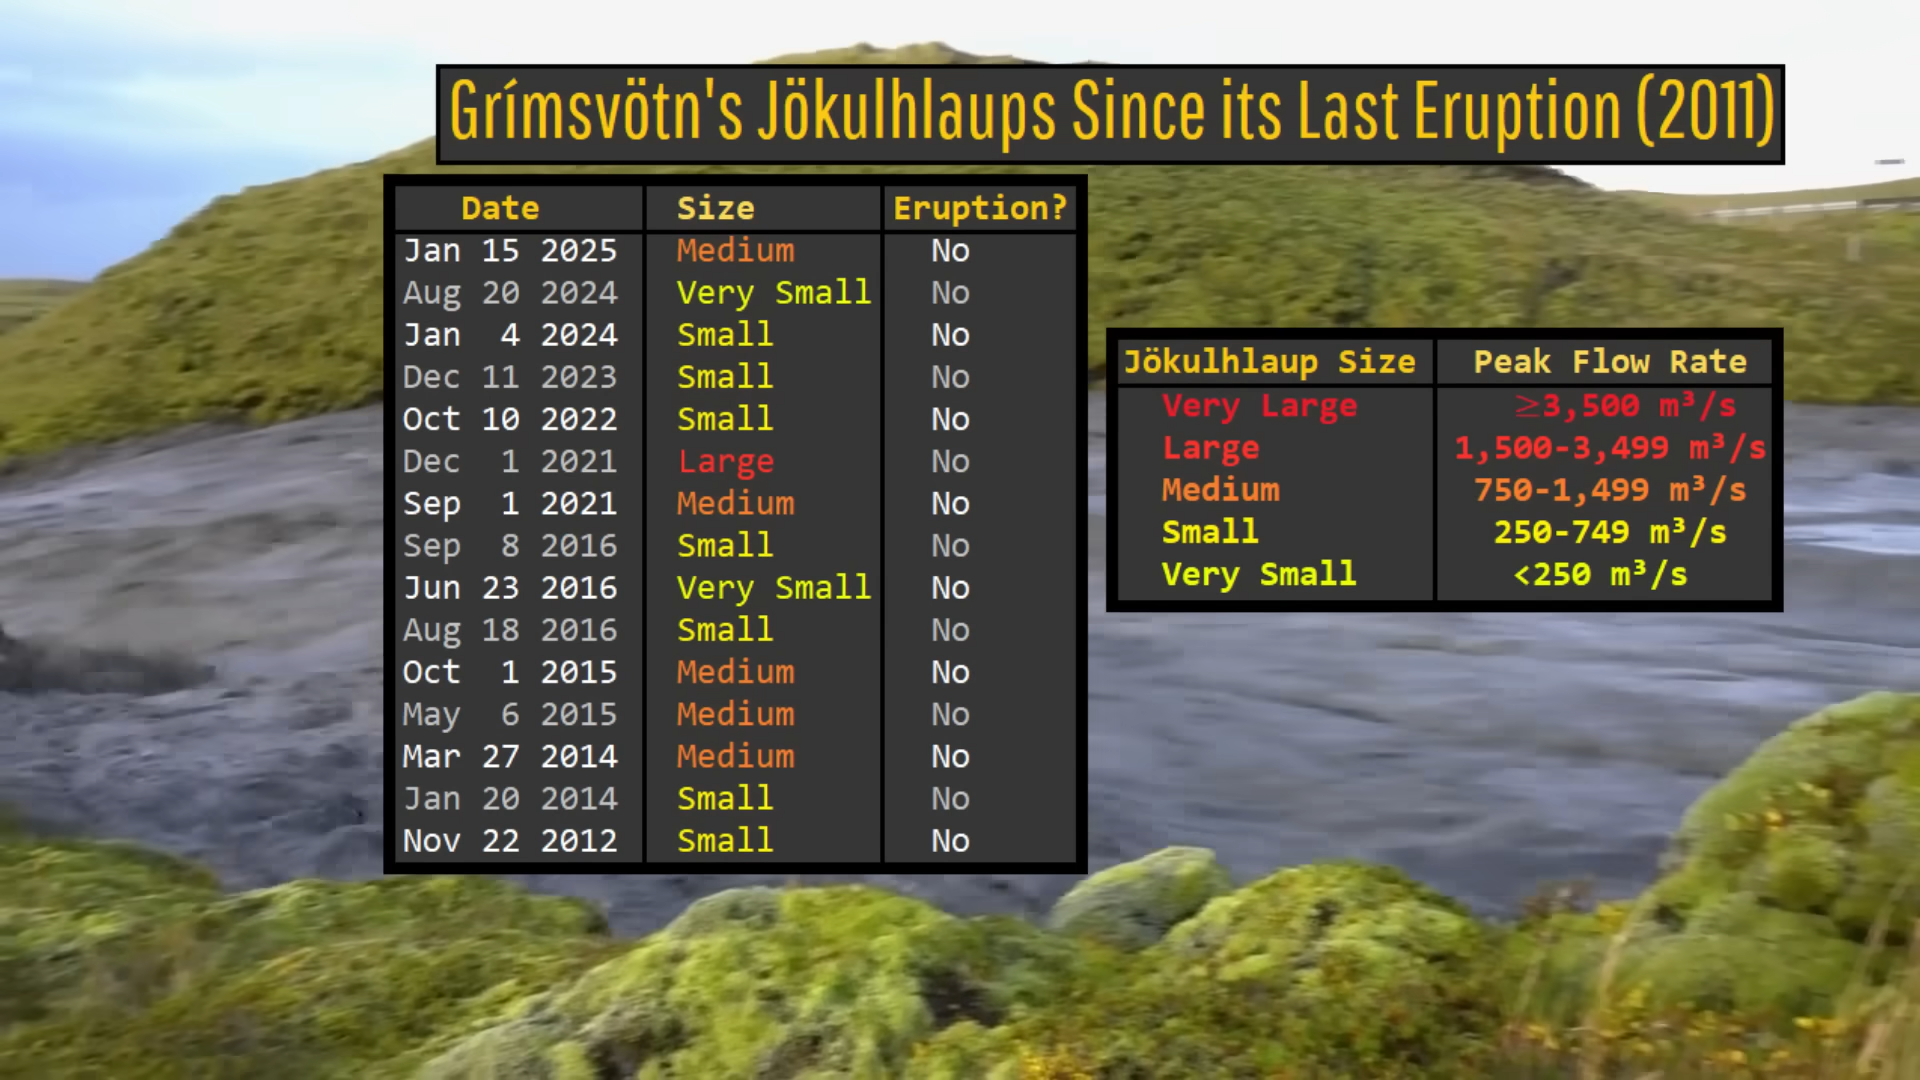 Grímsvötn's Jökulhlaups Since its Last Eruption (2011)
Date Size Eruption?
Jan 15 2025 Medium No
Aug 20 2024 Very Small No
Jan 4 2024 Small No
Dec 11 2023 Small No
Oct 10 2022 Small No
Dec 1 2021 Large No
Sep 1 2021 Medium No
Sep 8 2016 Small No
Jun 23 2016 Very Small No
Aug 18 2016 Small No
Oct 1 2015 Medium No
May 6 2015 Medium No
Mar 27 2014 Medium No
Jan 20 2014 Small No
Nov 22 2012 Small No
Jökulhlaup Size Peak Flow Rate
Very Large ≥3,500 m³/s
Large 1,500-3,499 m³/s
Medium 750-1,499 m³/s
Small 250-749 m³/s
Very Small <250 m³/s